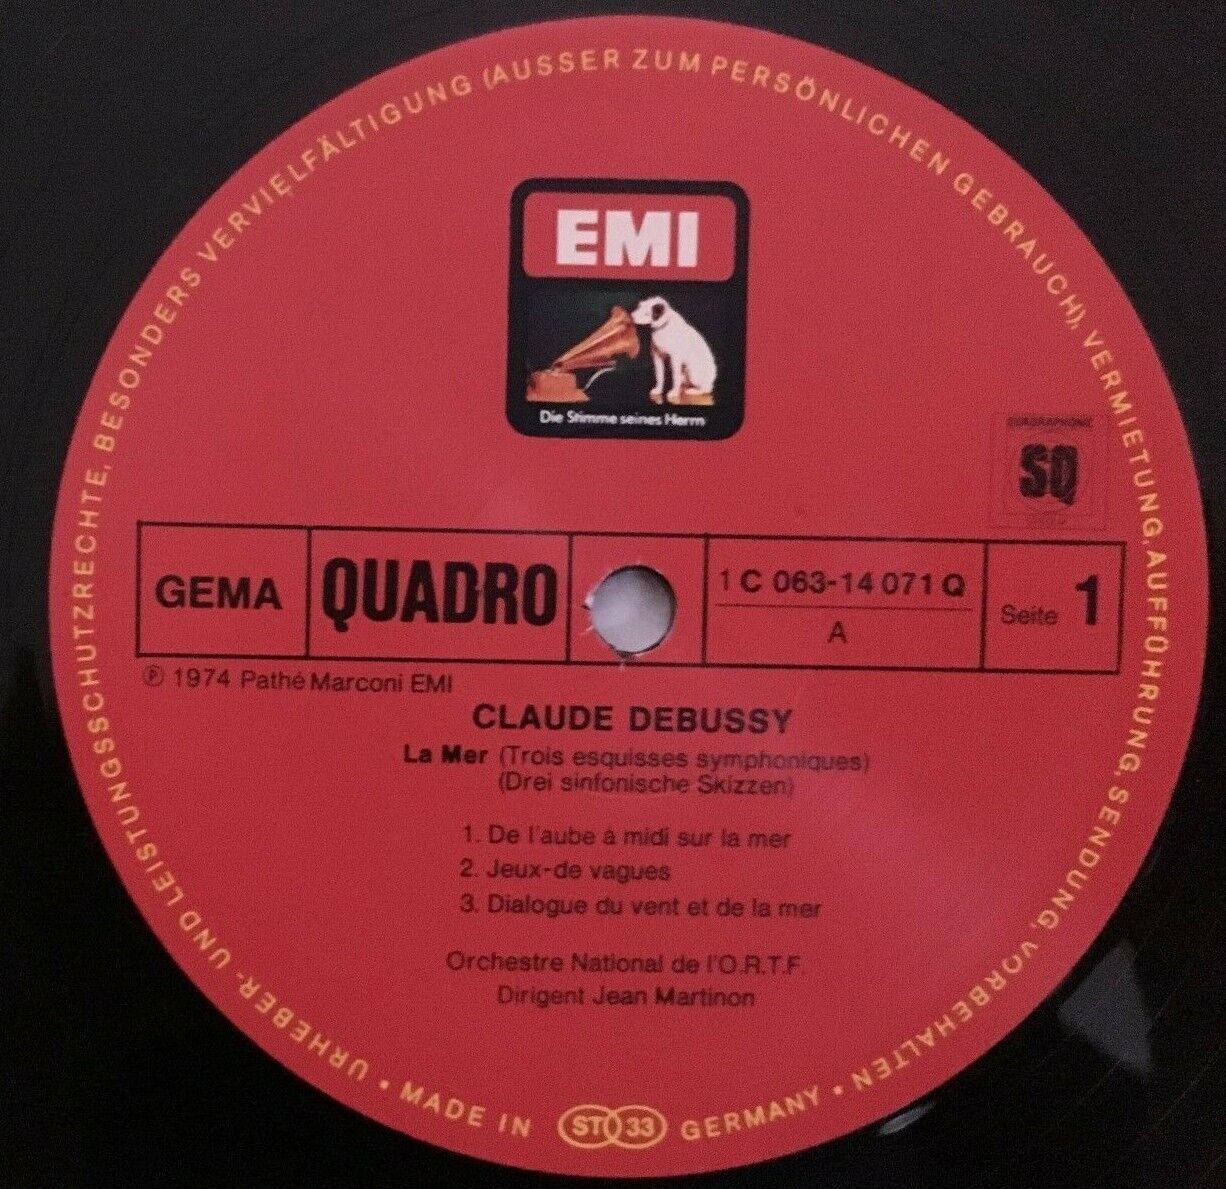 URHEBER- UND LEISTUNGSSCHUTZRECHTE, BESONDERS VERVIELFÄLTIGUNG (AUSSER ZUM PERSÖNLICHEN GEBRAUCH), VERMIETUNG, AUFFÜHRUNG, SENDUNG, VORBEHALTEN •
EMI
Die Stimme seines Herrn
QUADRAPHONIC
SQ
GEMA QUADRO 1 C 063-14 071 Q Seite 1
A
℗ 1974 Pathé Marconi EMI
CLAUDE DEBUSSY
La Mer (Trois esquisses symphoniques)
(Drei sinfonische Skizzen)
1. De l'aube à midi sur la mer
2. Jeux-de vagues
3. Dialogue du vent et de la mer
Orchestre National de l'O.R.T.F.
Dirigent Jean Martinon
• MADE IN ST 33 GERMANY •